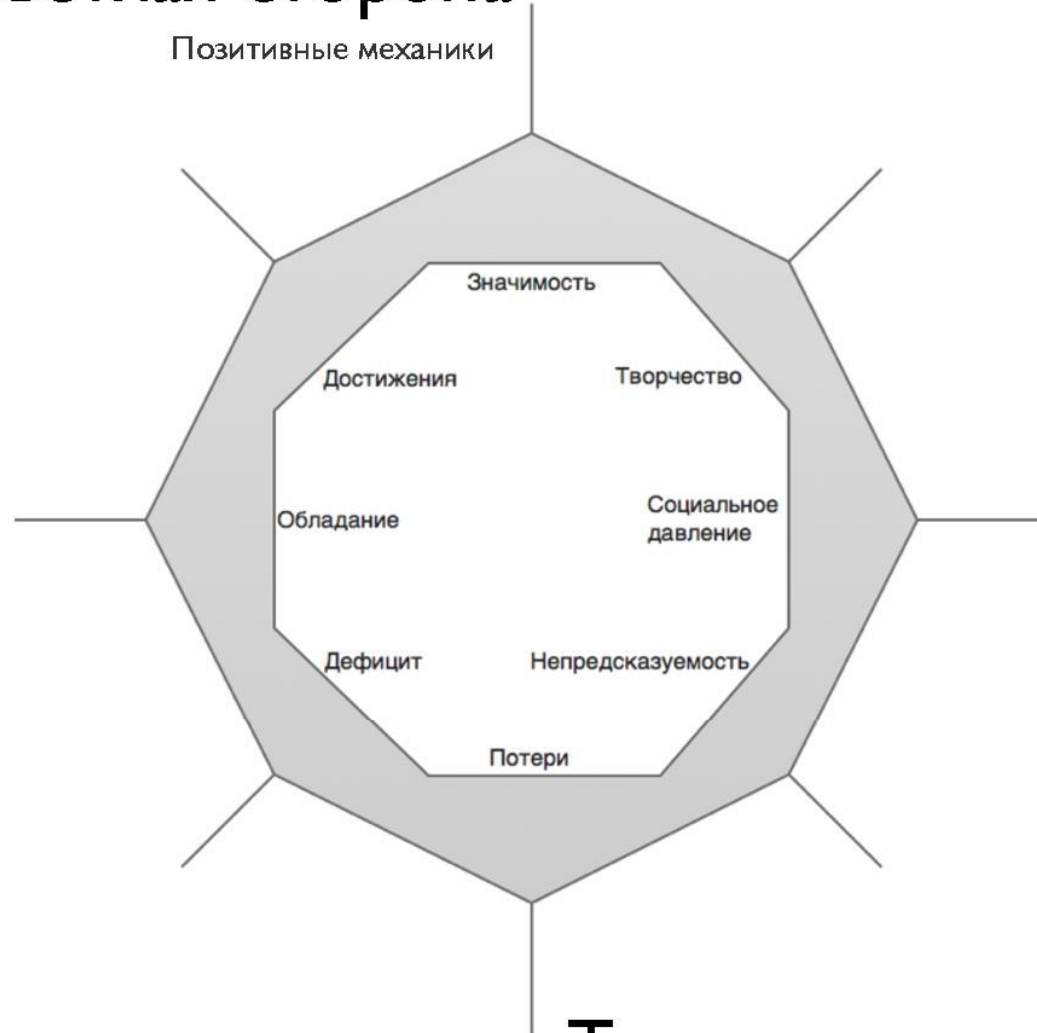 Позитивные механики
Значимость
Достижения
Творчество
Обладание
Социальное
давление
Дефицит
Непредсказуемость
Потери